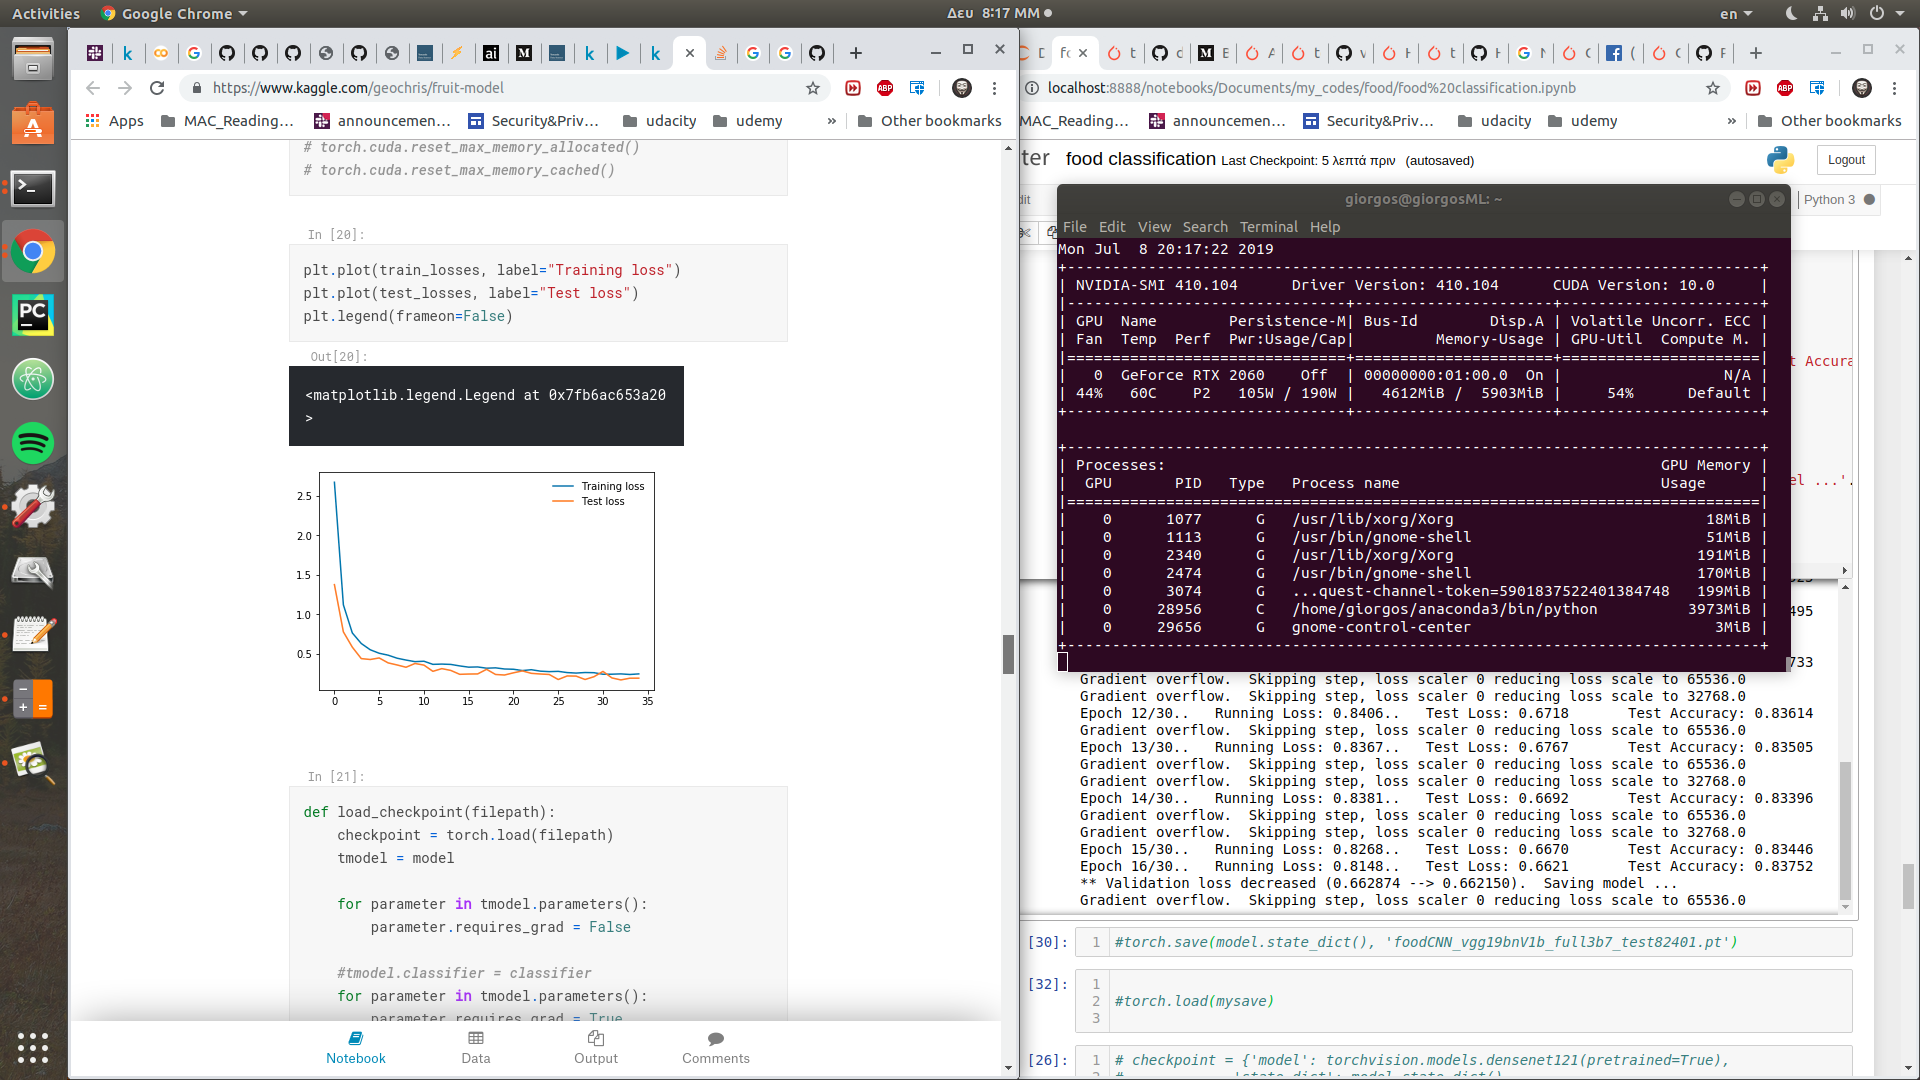 Activities
Google Chrome
Δευ 8:17 ΜΜ
en
https://www.kaggle.com/geochris/fruit-model
Apps
MAC_Reading...
announcemen...
Security&Priv...
udacity
udemy
»
Other bookmarks
# torch.cuda.reset_max_memory_allocated()
# torch.cuda.reset_max_memory_cached()
In [20]:
plt.plot(train_losses, label="Training loss")
plt.plot(test_losses, label="Test loss")
plt.legend(frameon=False)
Out[20]:
<matplotlib.legend.Legend at 0x7fb6ac653a20
>
Training loss
Test loss
2.5
2.0
1.5
1.0
0.5
0 5 10 15 20 25 30 35
In [21]:
def load_checkpoint(filepath):
checkpoint = torch.load(filepath)
tmodel = model
for parameter in tmodel.parameters():
parameter.requires_grad = False
#tmodel.classifier = classifier
for parameter in tmodel.parameters():
parameter.requires_grad = True
Notebook
Data
Output
Comments
localhost:8888/notebooks/Documents/my_codes/food/food%20classification.ipynb
MAC_Reading...
announcemen...
Security&Priv...
udacity
udemy
»
Other bookmarks
ter food classification Last Checkpoint: 5 λεπτά πριν (autosaved)
Logout
dit
Python 3
giorgos@giorgosML: ~
File Edit View Search Terminal Help
Mon Jul  8 20:17:22 2019
+-----------------------------------------------------------------------------+
| NVIDIA-SMI 410.104      Driver Version: 410.104      CUDA Version: 10.0     |
|-------------------------------+----------------------+----------------------+
| GPU  Name        Persistence-M| Bus-Id        Disp.A | Volatile Uncorr. ECC |
| Fan  Temp  Perf  Pwr:Usage/Cap|         Memory-Usage | GPU-Util  Compute M. |
|===============================+======================+======================|
|   0  GeForce RTX 2060    Off  | 00000000:01:00.0  On |                  N/A |
| 44%   60C    P2   105W / 190W |   4612MiB /  5903MiB |     54%      Default |
+-------------------------------+----------------------+----------------------+
+-----------------------------------------------------------------------------+
| Processes:                                                       GPU Memory |
|  GPU       PID   Type   Process name                             Usage      |
|=============================================================================|
|    0      1077      G   /usr/lib/xorg/Xorg                            18MiB |
|    0      1113      G   /usr/bin/gnome-shell                          51MiB |
|    0      2340      G   /usr/lib/xorg/Xorg                           191MiB |
|    0      2474      G   /usr/bin/gnome-shell                         170MiB |
|    0      3074      G   ...quest-channel-token=5901837522401384748   199MiB |
|    0     28956      C   /home/giorgos/anaconda3/bin/python          3973MiB |
|    0     29656      G   gnome-control-center                           3MiB |
+-----------------------------------------------------------------------------+
t Accura
el ...'.
495
733
Gradient overflow.  Skipping step, loss scaler 0 reducing loss scale to 65536.0
Gradient overflow.  Skipping step, loss scaler 0 reducing loss scale to 32768.0
Epoch 12/30..   Running Loss: 0.8406..   Test Loss: 0.6718       Test Accuracy: 0.83614
Gradient overflow.  Skipping step, loss scaler 0 reducing loss scale to 65536.0
Epoch 13/30..   Running Loss: 0.8367..   Test Loss: 0.6767       Test Accuracy: 0.83505
Gradient overflow.  Skipping step, loss scaler 0 reducing loss scale to 65536.0
Gradient overflow.  Skipping step, loss scaler 0 reducing loss scale to 32768.0
Epoch 14/30..   Running Loss: 0.8381..   Test Loss: 0.6692       Test Accuracy: 0.83396
Gradient overflow.  Skipping step, loss scaler 0 reducing loss scale to 65536.0
Gradient overflow.  Skipping step, loss scaler 0 reducing loss scale to 32768.0
Epoch 15/30..   Running Loss: 0.8268..   Test Loss: 0.6670       Test Accuracy: 0.83446
Epoch 16/30..   Running Loss: 0.8148..   Test Loss: 0.6621       Test Accuracy: 0.83752
** Validation loss decreased (0.662874 --> 0.662150).  Saving model ...
Gradient overflow.  Skipping step, loss scaler 0 reducing loss scale to 65536.0
[30]: 1 #torch.save(model.state_dict(), 'foodCNN_vgg19bnV1b_full3b7_test82401.pt')
[32]: 1
2 #torch.load(mysave)
3
[26]: 1 # checkpoint = {'model': torchvision.models.densenet121(pretrained=True),